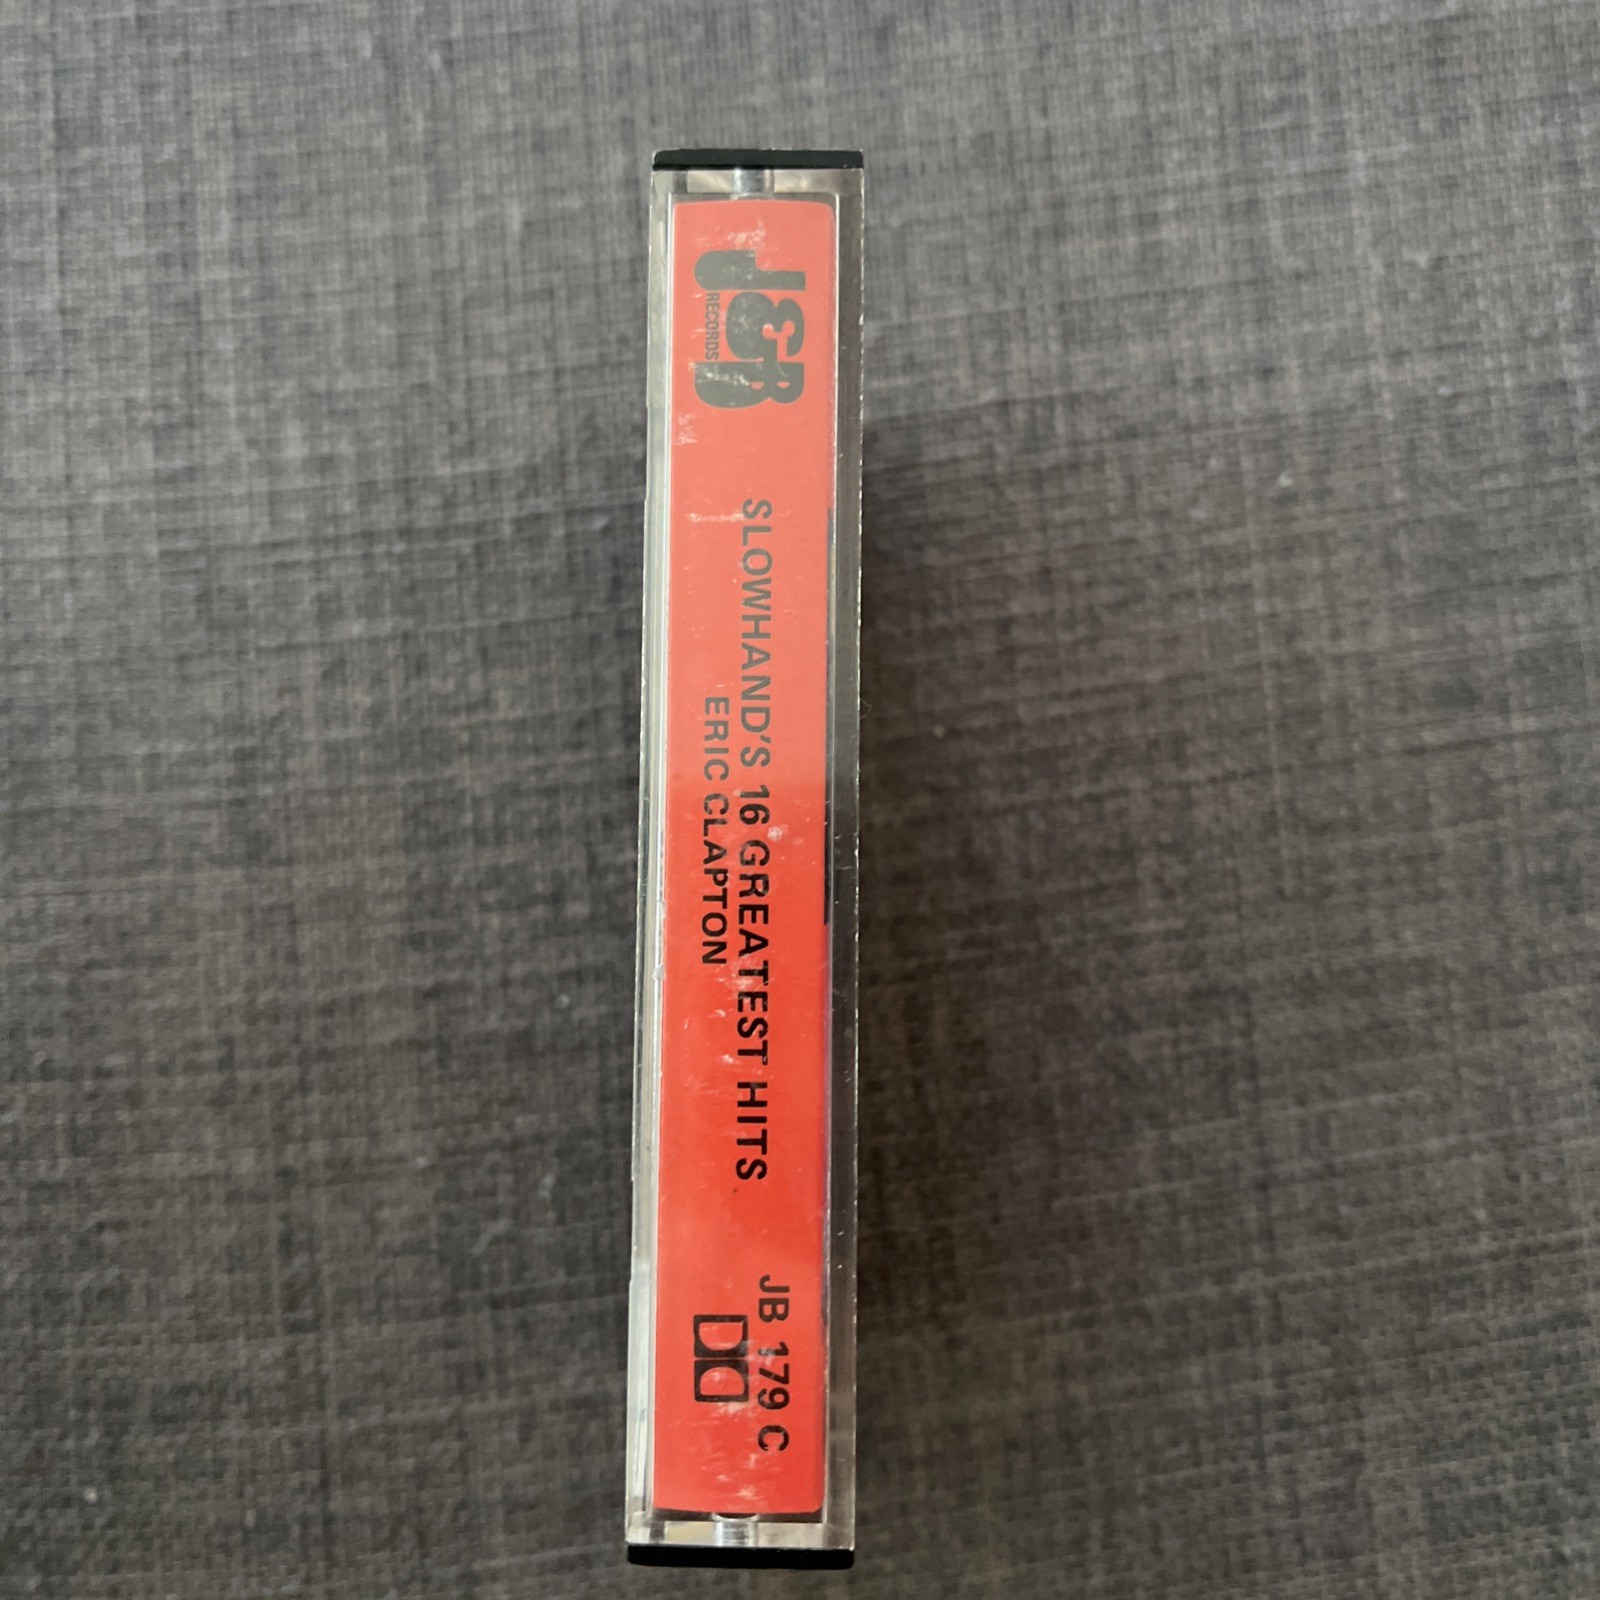 J&B
RECORDS
SLOWHAND'S 16 GREATEST HITS
ERIC CLAPTON
JB 179 C